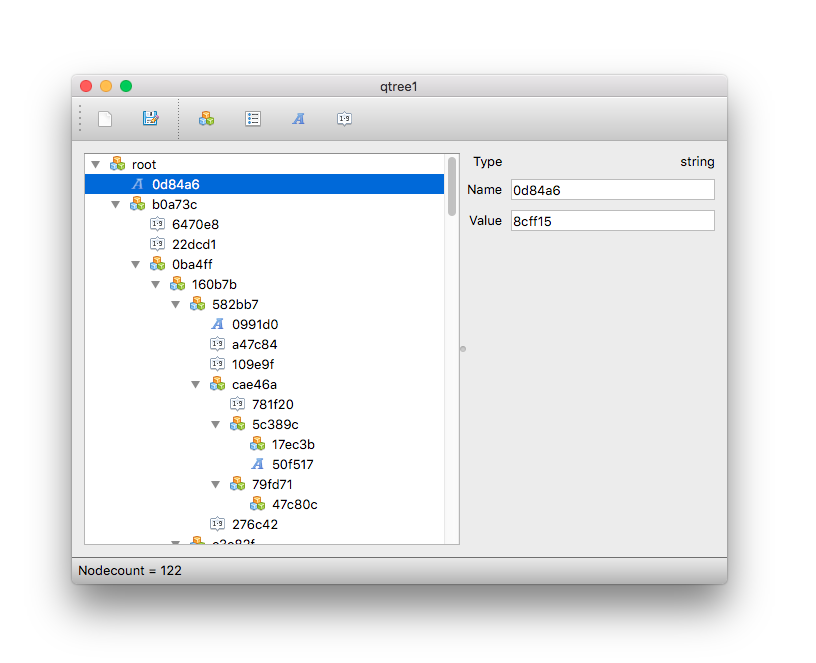 qtree1
root
0d84a6
b0a73c
6470e8
22dcd1
0ba4ff
160b7b
582bb7
0991d0
a47c84
109e9f
cae46a
781f20
5c389c
17ec3b
50f517
79fd71
47c80c
276c42
Type string
Name 0d84a6
Value 8cff15
Nodecount = 122